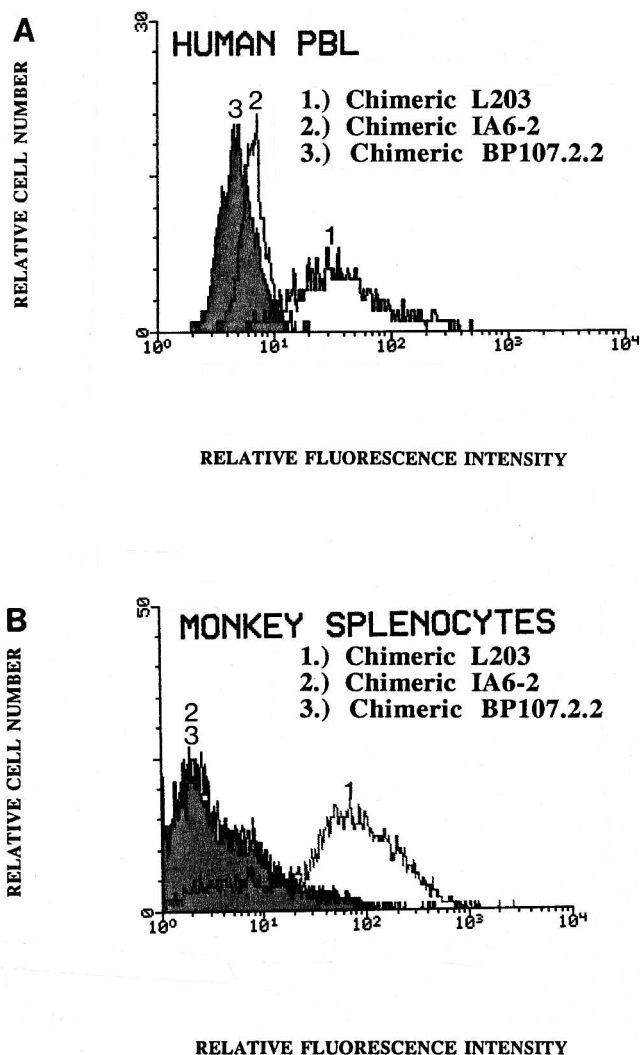 A
30
HUMAN PBL
RELATIVE CELL NUMBER
1.) Chimeric L203
2.) Chimeric IA6-2
3.) Chimeric BP107.2.2
3 2
1
0
10⁰ 10¹ 10² 10³ 10⁴
RELATIVE FLUORESCENCE INTENSITY
B
50
MONKEY SPLENOCYTES
RELATIVE CELL NUMBER
1.) Chimeric L203
2.) Chimeric IA6-2
3.) Chimeric BP107.2.2
2
3
1
0
10⁰ 10¹ 10² 10³ 10⁴
RELATIVE FLUORESCENCE INTENSITY